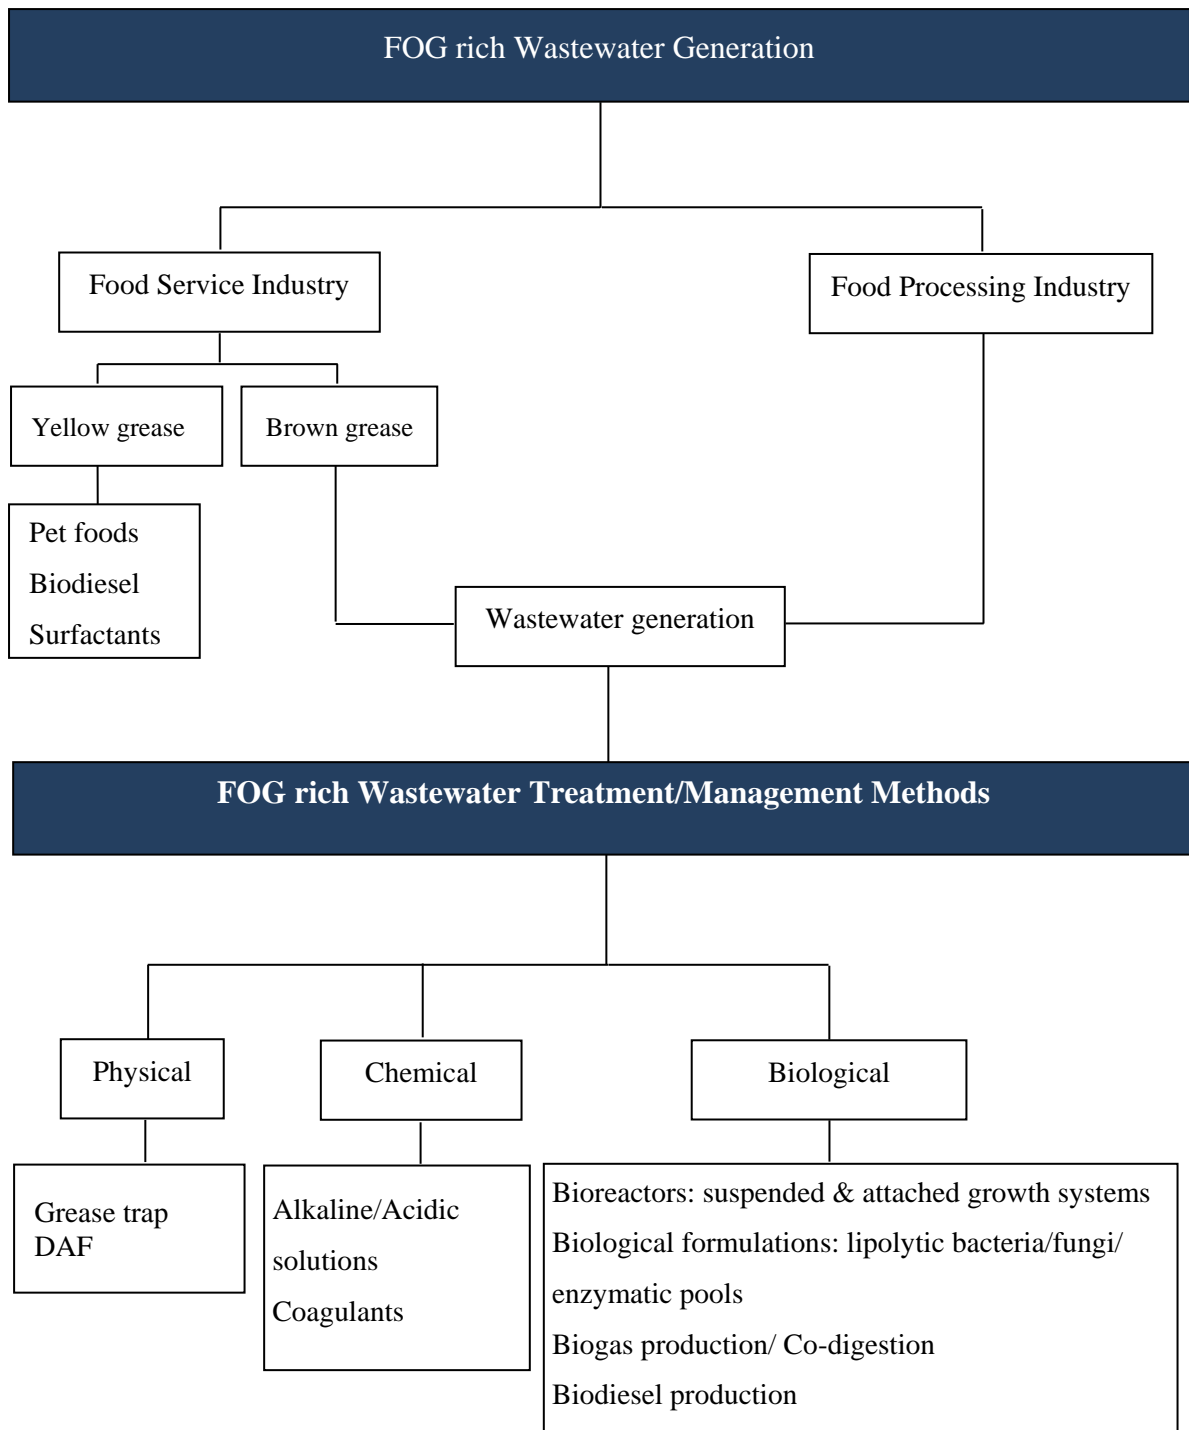 FOG rich Wastewater Generation
Food Service Industry
Food Processing Industry
Yellow grease
Brown grease
Pet foods
Biodiesel
Surfactants
Wastewater generation
FOG rich Wastewater Treatment/Management Methods
Physical
Chemical
Biological
Grease trap
DAF
Alkaline/Acidic
solutions
Coagulants
Bioreactors: suspended & attached growth systems
Biological formulations: lipolytic bacteria/fungi/
enzymatic pools
Biogas production/ Co-digestion
Biodiesel production